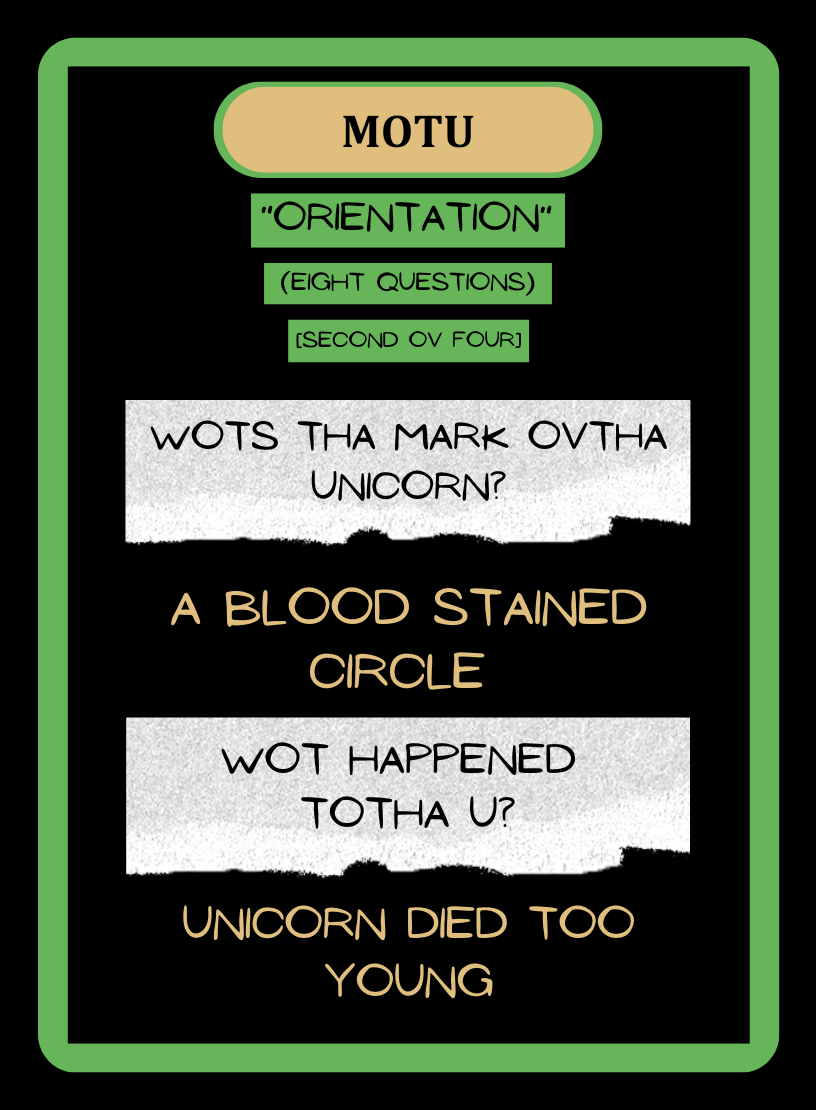 MOTU
"ORIENTATION"
(EIGHT QUESTIONS)
[SECOND OV FOUR]
WOTS THA MARK OVTHA
UNICORN?
A BLOOD STAINED
CIRCLE
WOT HAPPENED
TOTHA U?
UNICORN DIED TOO
YOUNG